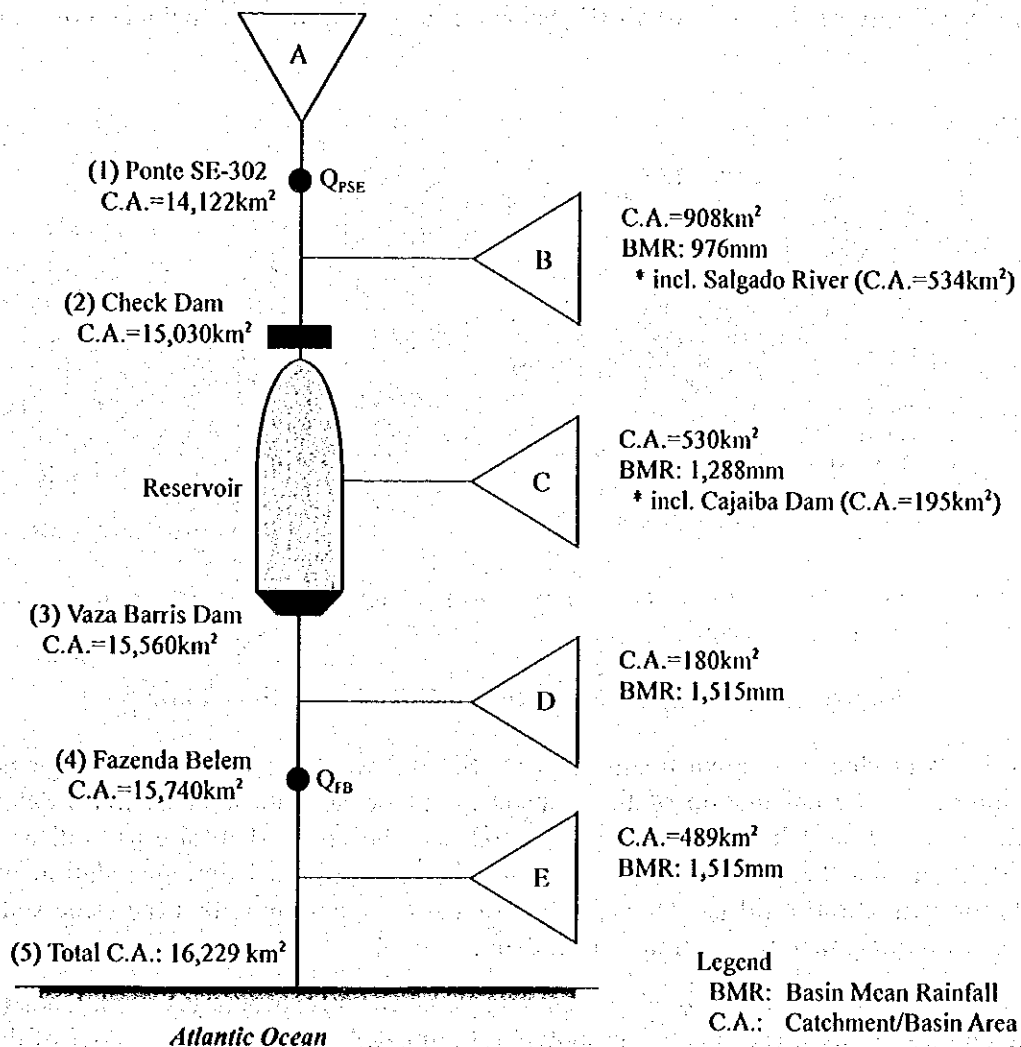 A
(1) Ponte SE-302
C.A.=14,122km²
Q_PSE
B
C.A.=908km²
BMR: 976mm
* incl. Salgado River (C.A.=534km²)
(2) Check Dam
C.A.=15,030km²
Reservoir
C
C.A.=530km²
BMR: 1,288mm
* incl. Cajaiba Dam (C.A.=195km²)
(3) Vaza Barris Dam
C.A.=15,560km²
D
C.A.=180km²
BMR: 1,515mm
(4) Fazenda Belem
C.A.=15,740km²
Q_FB
E
C.A.=489km²
BMR: 1,515mm
(5) Total C.A.: 16,229 km²
Atlantic Ocean
Legend
BMR: Basin Mean Rainfall
C.A.: Catchment/Basin Area